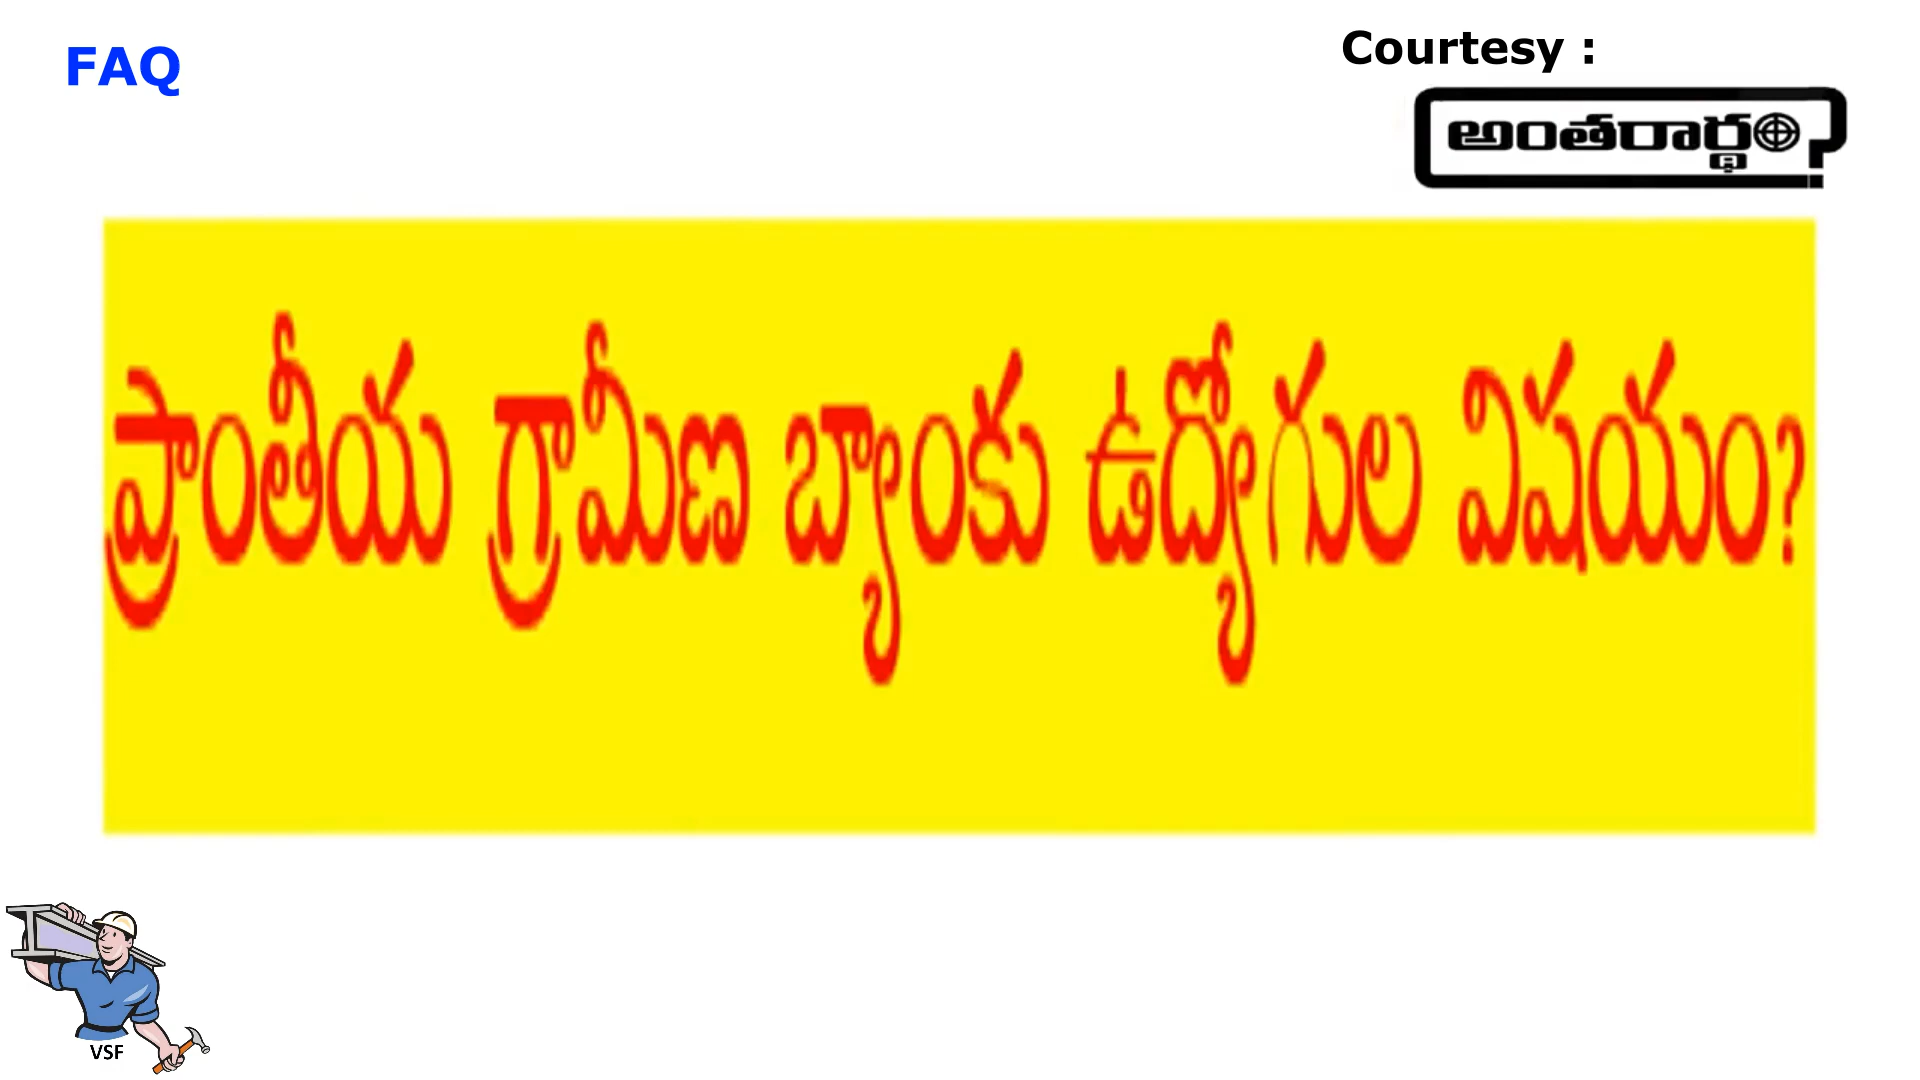 FAQ
Courtesy :
అంతరార్థం?
ప్రాంతీయ గ్రామీణ బ్యాంకు ఉద్యోగుల విషయం?
VSF